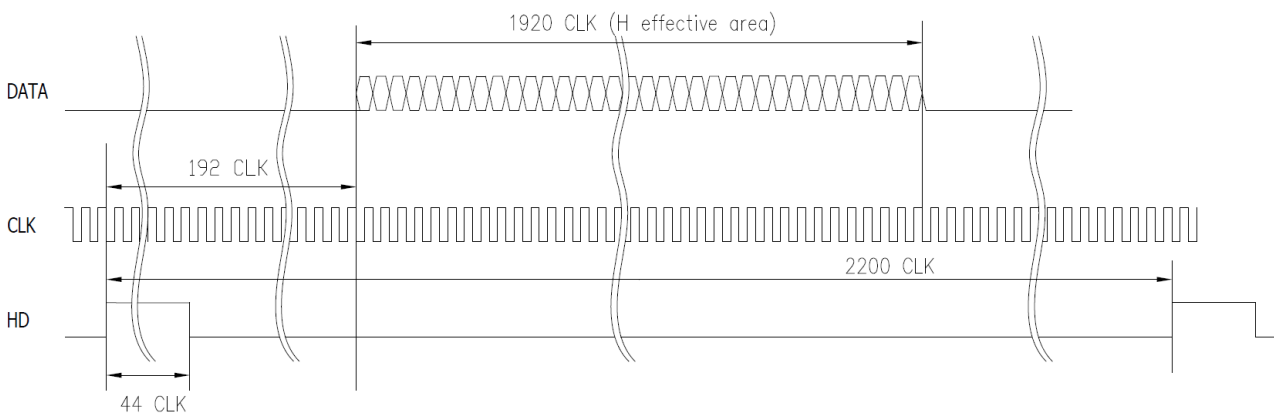 1920 CLK (H effective area)
DATA
192 CLK
CLK
2200 CLK
HD
44 CLK